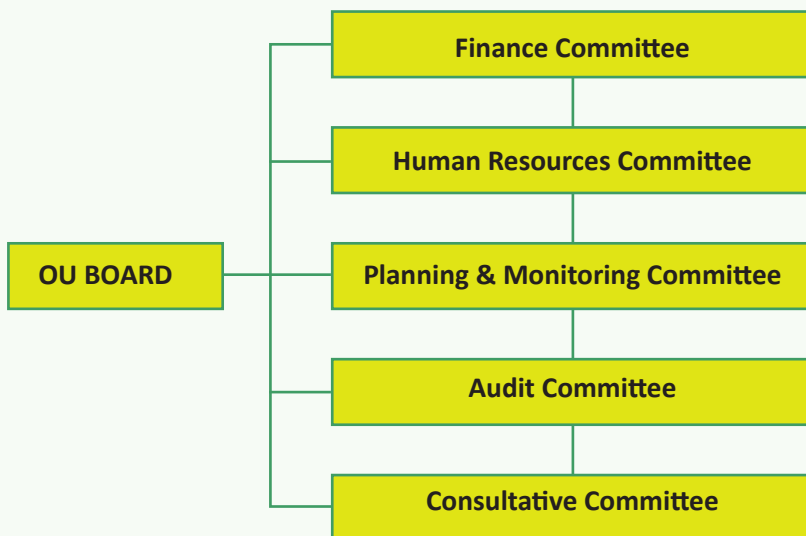 Finance Committee
Human Resources Committee
OU BOARD
Planning & Monitoring Committee
Audit Committee
Consultative Committee